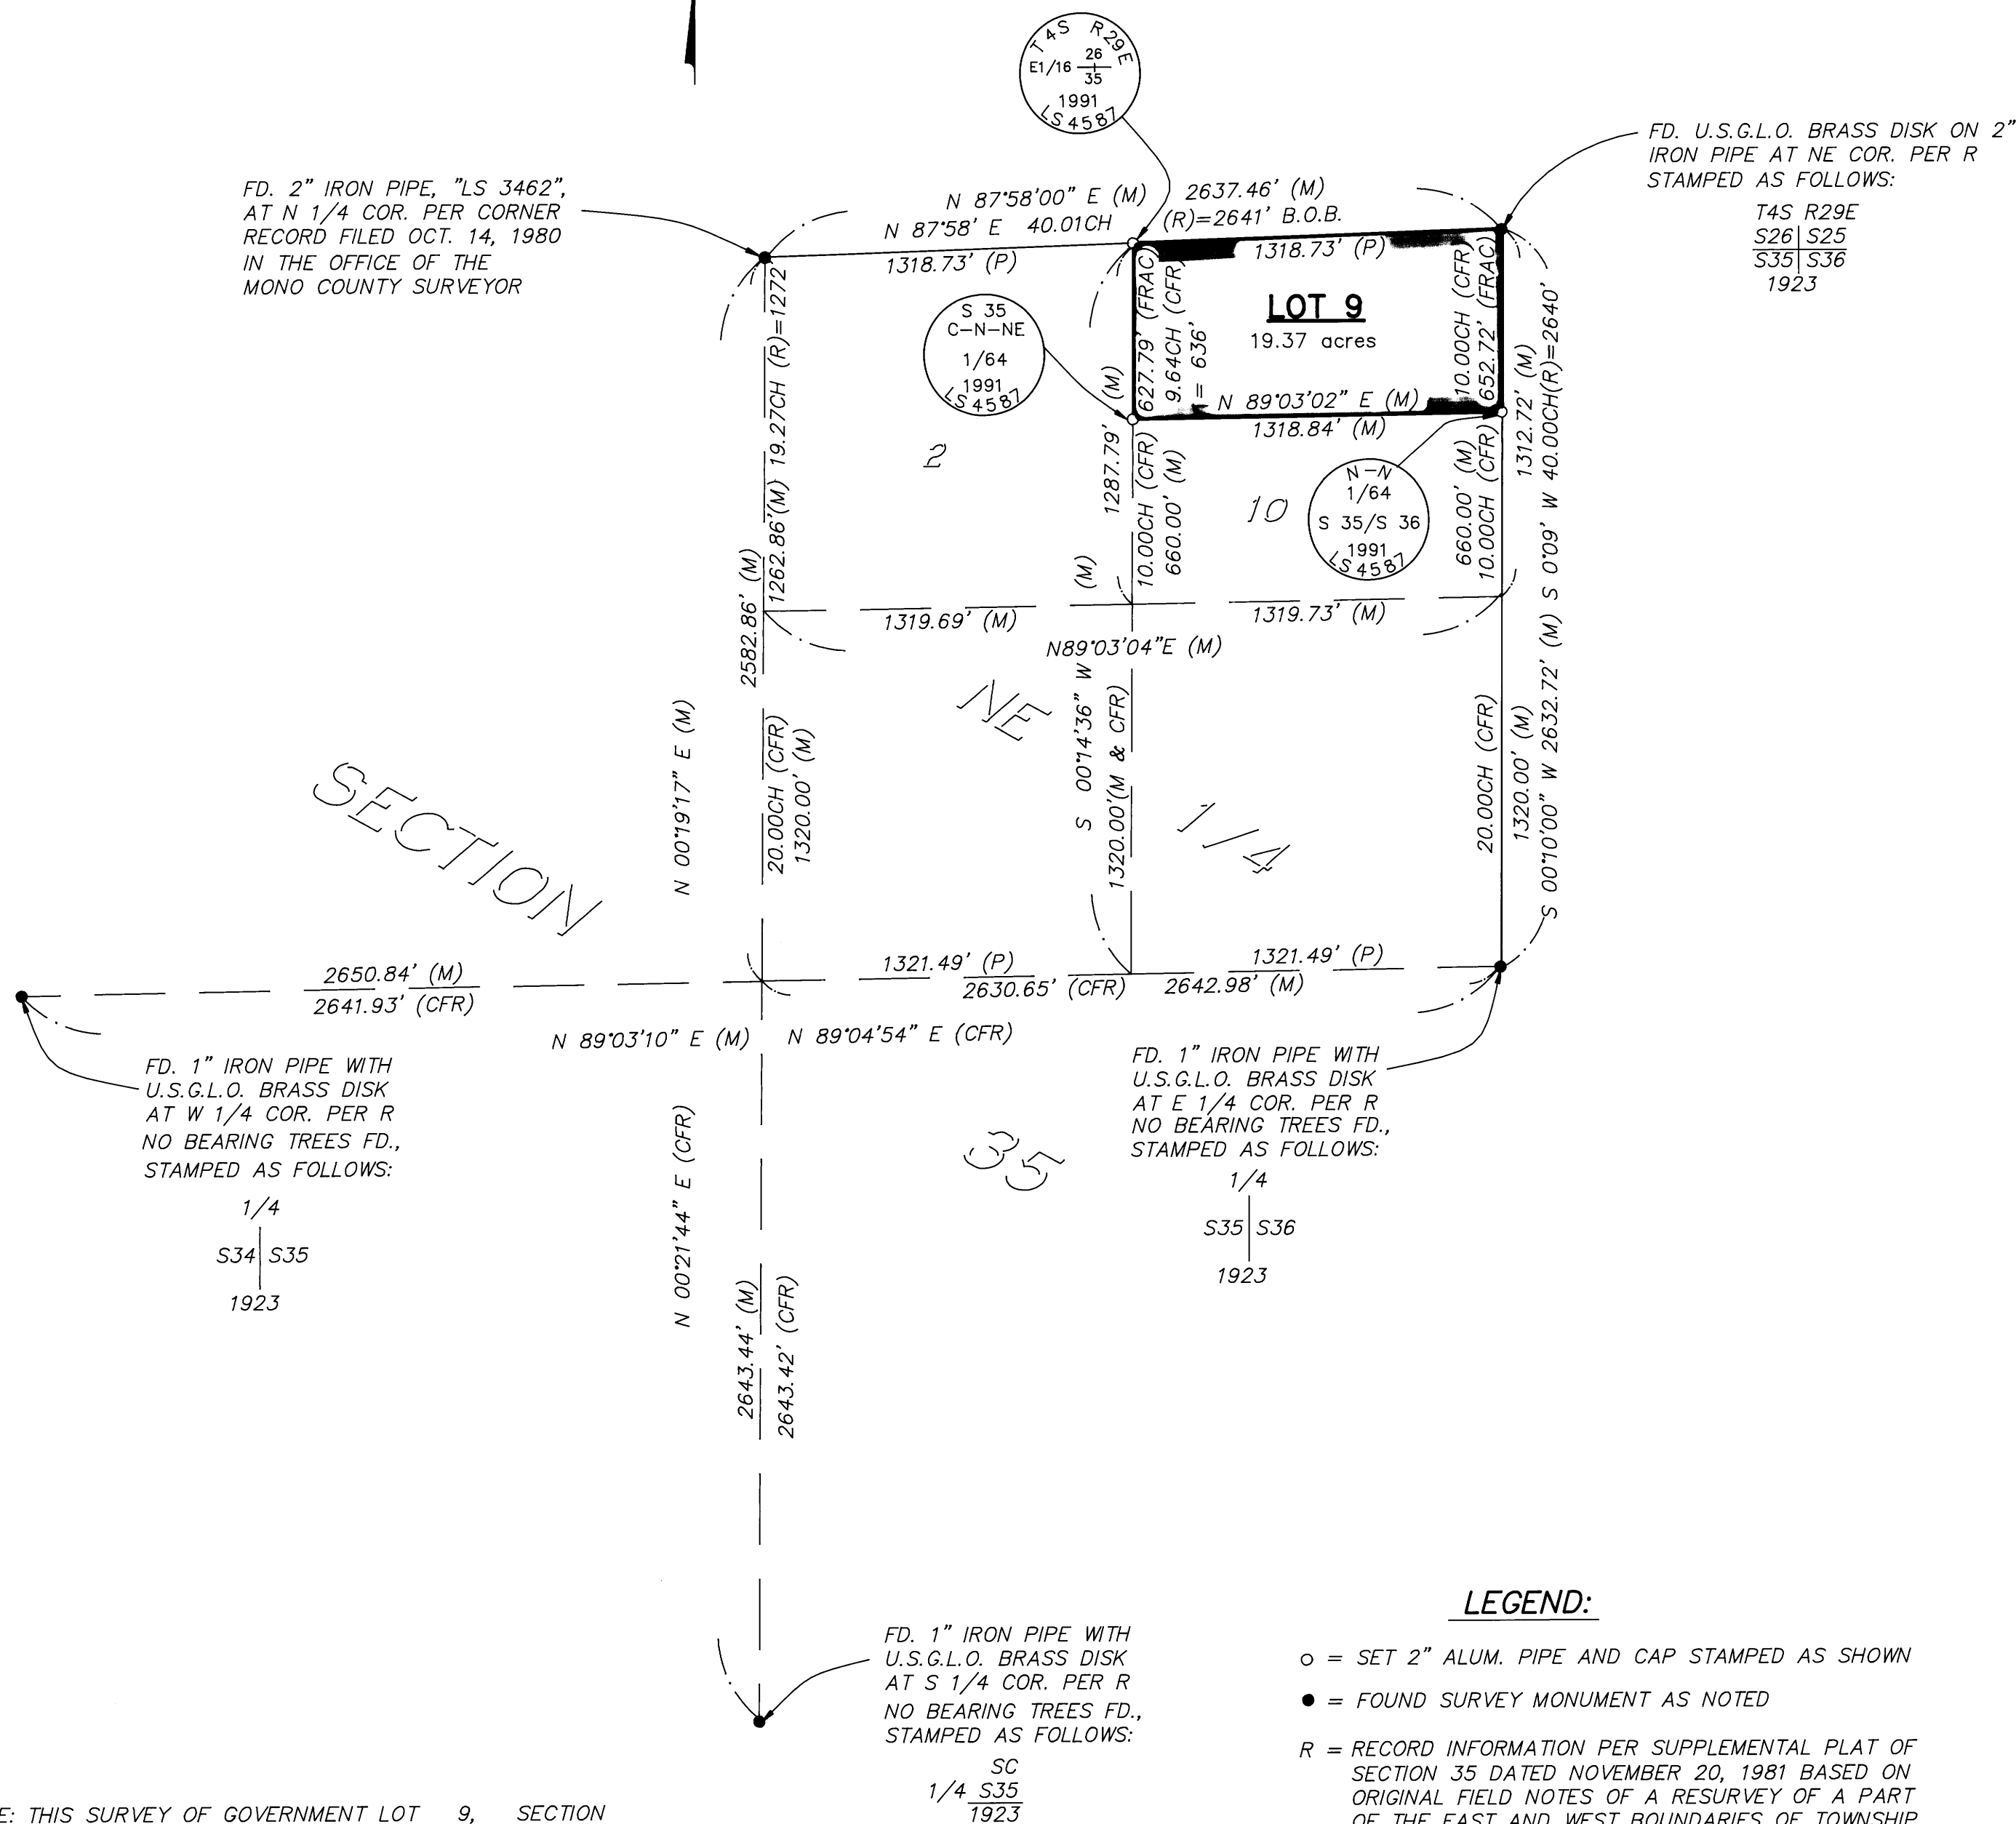 T4S R29E
E1/16 26
35
1991
LS 4587
FD. U.S.G.L.O. BRASS DISK ON 2"
IRON PIPE AT NE COR. PER R
STAMPED AS FOLLOWS:
T4S R29E
S26 S25
S35 S36
1923
FD. 2" IRON PIPE, "LS 3462",
AT N 1/4 COR. PER CORNER
RECORD FILED OCT. 14, 1980
IN THE OFFICE OF THE
MONO COUNTY SURVEYOR
N 87°58'00" E (M) 2637.46' (M)
N 87°58' E 40.01CH (R)=2641' B.O.B.
1318.73' (P)
1318.73' (P)
S 35
C-N-NE
1/64
1991
LS 4587
LOT 9
19.37 acres
627.79' (FRAC)
9.64CH (CFR)
= 636'
10.00CH (CFR)
652.72' (FRAC)
N 89°03'02" E (M)
1318.84' (M)
1262.86'(M) 19.27CH (R)=1272
2582.86' (M)
1287.79' (M)
10.00CH (CFR)
660.00' (M)
660.00' (M)
10.00CH (CFR)
1312.72' (M)
S 00°10'00" W 2632.72' (M) S 0°09' W 40.00CH(R)=2640'
2
10
N-N
1/64
S 35/S 36
1991
LS 4587
1319.69' (M)
1319.73' (M)
N89°03'04"E (M)
S 00°14'36" W (M)
1320.00'(M & CFR)
N 00°19'17" E (M)
20.00CH (CFR)
1320.00' (M)
20.00CH (CFR)
1320.00' (M)
NE
1/4
SECTION
2650.84' (M)
2641.93' (CFR)
1321.49' (P)
1321.49' (P)
2630.65' (CFR)
2642.98' (M)
N 89°03'10" E (M) N 89°04'54" E (CFR)
FD. 1" IRON PIPE WITH
U.S.G.L.O. BRASS DISK
AT W 1/4 COR. PER R
NO BEARING TREES FD.,
STAMPED AS FOLLOWS:
1/4
S34 S35
1923
FD. 1" IRON PIPE WITH
U.S.G.L.O. BRASS DISK
AT E 1/4 COR. PER R
NO BEARING TREES FD.,
STAMPED AS FOLLOWS:
1/4
S35 S36
1923
35
N 00°21'44" E (CFR)
2643.44' (M)
2643.42' (CFR)
FD. 1" IRON PIPE WITH
U.S.G.L.O. BRASS DISK
AT S 1/4 COR. PER R
NO BEARING TREES FD.,
STAMPED AS FOLLOWS:
SC
1/4 S35
1923
LEGEND:
= SET 2" ALUM. PIPE AND CAP STAMPED AS SHOWN
= FOUND SURVEY MONUMENT AS NOTED
R = RECORD INFORMATION PER SUPPLEMENTAL PLAT OF
SECTION 35 DATED NOVEMBER 20, 1981 BASED ON
ORIGINAL FIELD NOTES OF A RESURVEY OF A PART
OF THE EAST AND WEST BOUNDARIES OF TOWNSHIP
E: THIS SURVEY OF GOVERNMENT LOT 9, SECTION